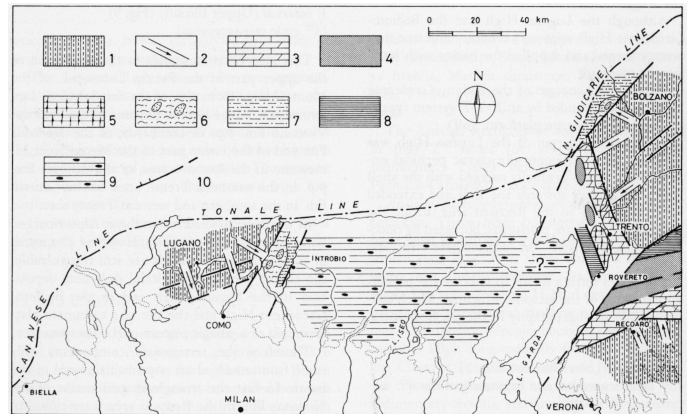 0 20 40 km
1
2
3
4
5
6
7
8
9
10
N
N. GIUDICARIE LINE
BOLZANO
TONALE LINE
CANAVESE LINE
LUGANO
INTROBIO
?
TRENTO
ROVERETO
COMO
L. ISEO
L. GARDA
RECOARO
BIELLA
MILAN
VERONA